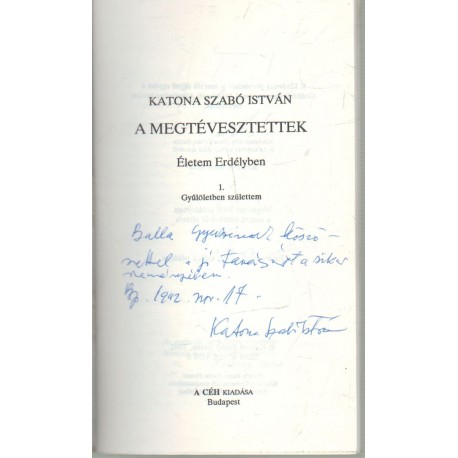 KATONA SZABÓ ISTVÁN
A MEGTÉVESZTETTEK
Életem Erdélyben
1.
Gyűlöletben születtem
Balla Gyulának köszö-
nettel a jó tanácsért a siker
reményében.
Bp. 1992. nov. 17.
Katona Szabó István
A CÉH KIADÁSA
Budapest